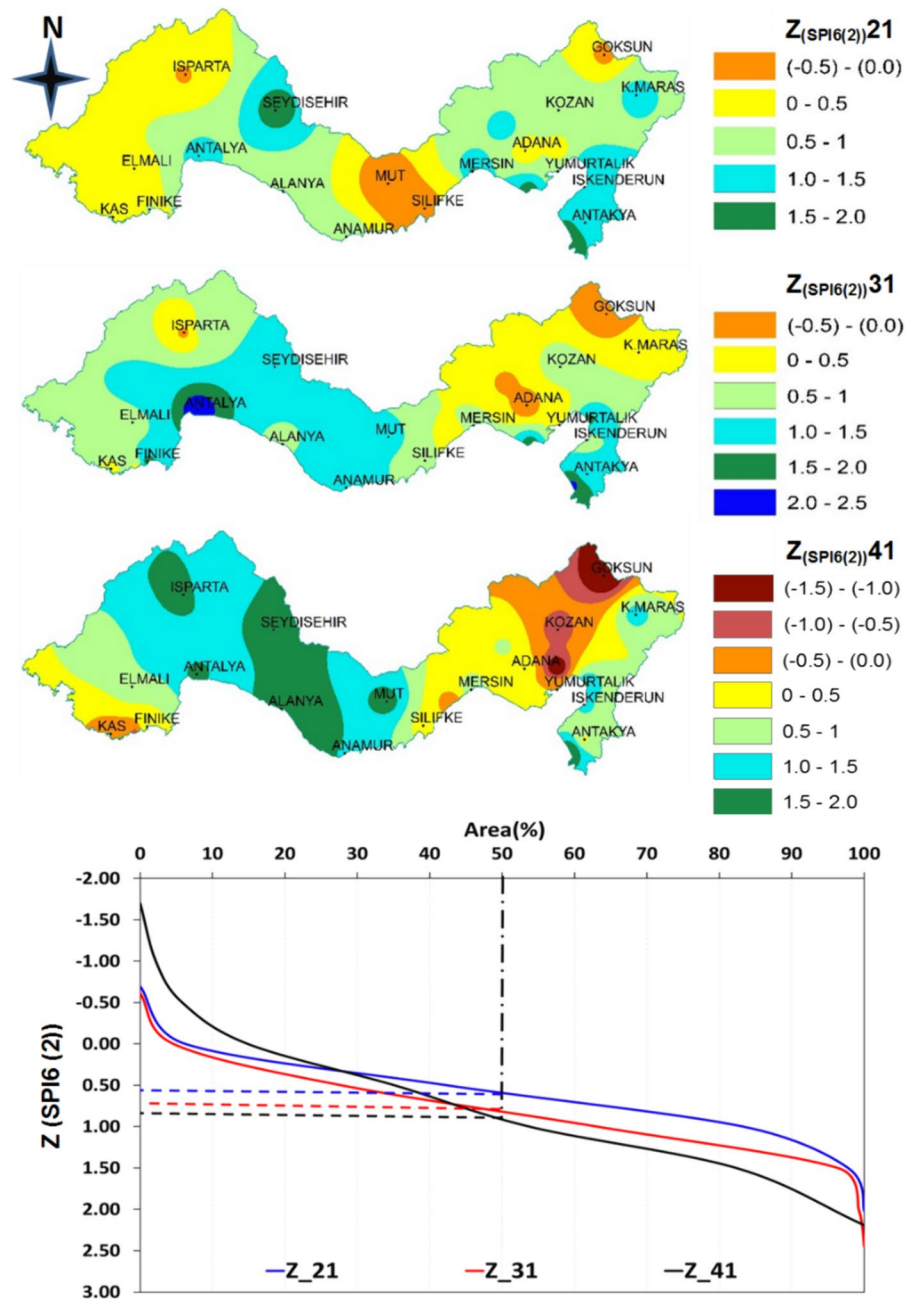 N
ISPARTA
SEYDISEHIR
ELMALI
ANTALYA
KAS
FINIKE
ALANYA
MUT
SILIFKE
ANAMUR
GOKSUN
K.MARAS
KOZAN
ADANA
MERSIN
YUMURTALIK
ISKENDERUN
ANTAKYA
Z(SPI6(2))21
(-0.5) - (0.0)
0 - 0.5
0.5 - 1
1.0 - 1.5
1.5 - 2.0
ISPARTA
SEYDISEHIR
ANTALYA
ELMALI
KAS
FINIKE
ALANYA
MUT
SILIFKE
ANAMUR
GOKSUN
K.MARAS
KOZAN
ADANA
MERSIN
YUMURTALIK
ISKENDERUN
ANTAKYA
Z(SPI6(2))31
(-0.5) - (0.0)
0 - 0.5
0.5 - 1
1.0 - 1.5
1.5 - 2.0
2.0 - 2.5
ISPARTA
SEYDISEHIR
ANTALYA
ELMALI
KAS
FINIKE
ALANYA
MUT
SILIFKE
ANAMUR
GOKSUN
K.MARAS
KOZAN
ADANA
MERSIN
YUMURTALIK
ISKENDERUN
ANTAKYA
Z(SPI6(2))41
(-1.5) - (-1.0)
(-1.0) - (-0.5)
(-0.5) - (0.0)
0 - 0.5
0.5 - 1
1.0 - 1.5
1.5 - 2.0
Area(%)
0 10 20 30 40 50 60 70 80 90 100
Z (SPI6 (2))
-2.00
-1.50
-1.00
-0.50
0.00
0.50
1.00
1.50
2.00
2.50
3.00
Z_21 Z_31 Z_41